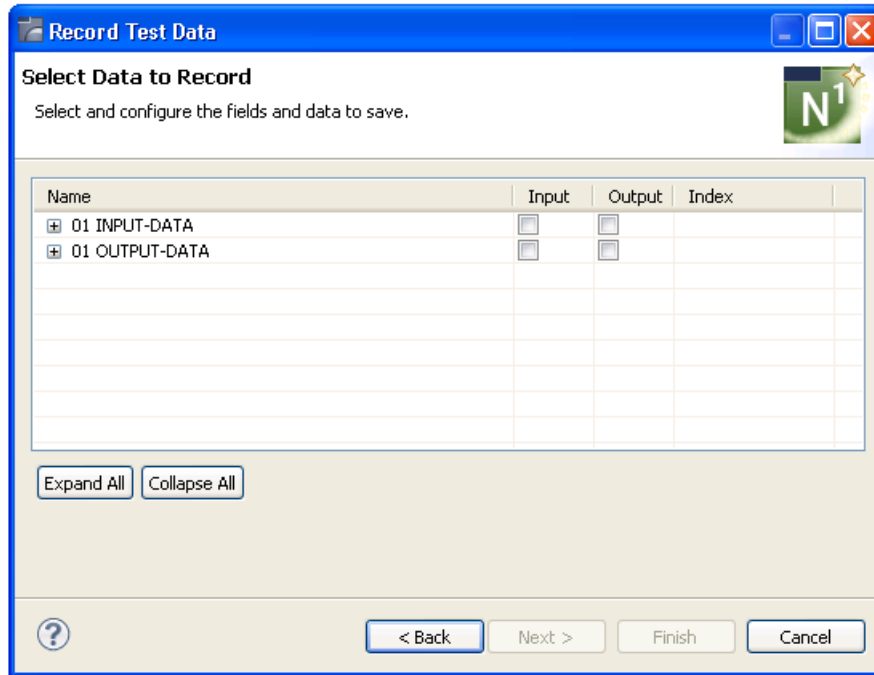 Record Test Data
Select Data to Record
Select and configure the fields and data to save.
N1
Name Input Output Index
01 INPUT-DATA
01 OUTPUT-DATA
Expand All Collapse All
? < Back Next > Finish Cancel